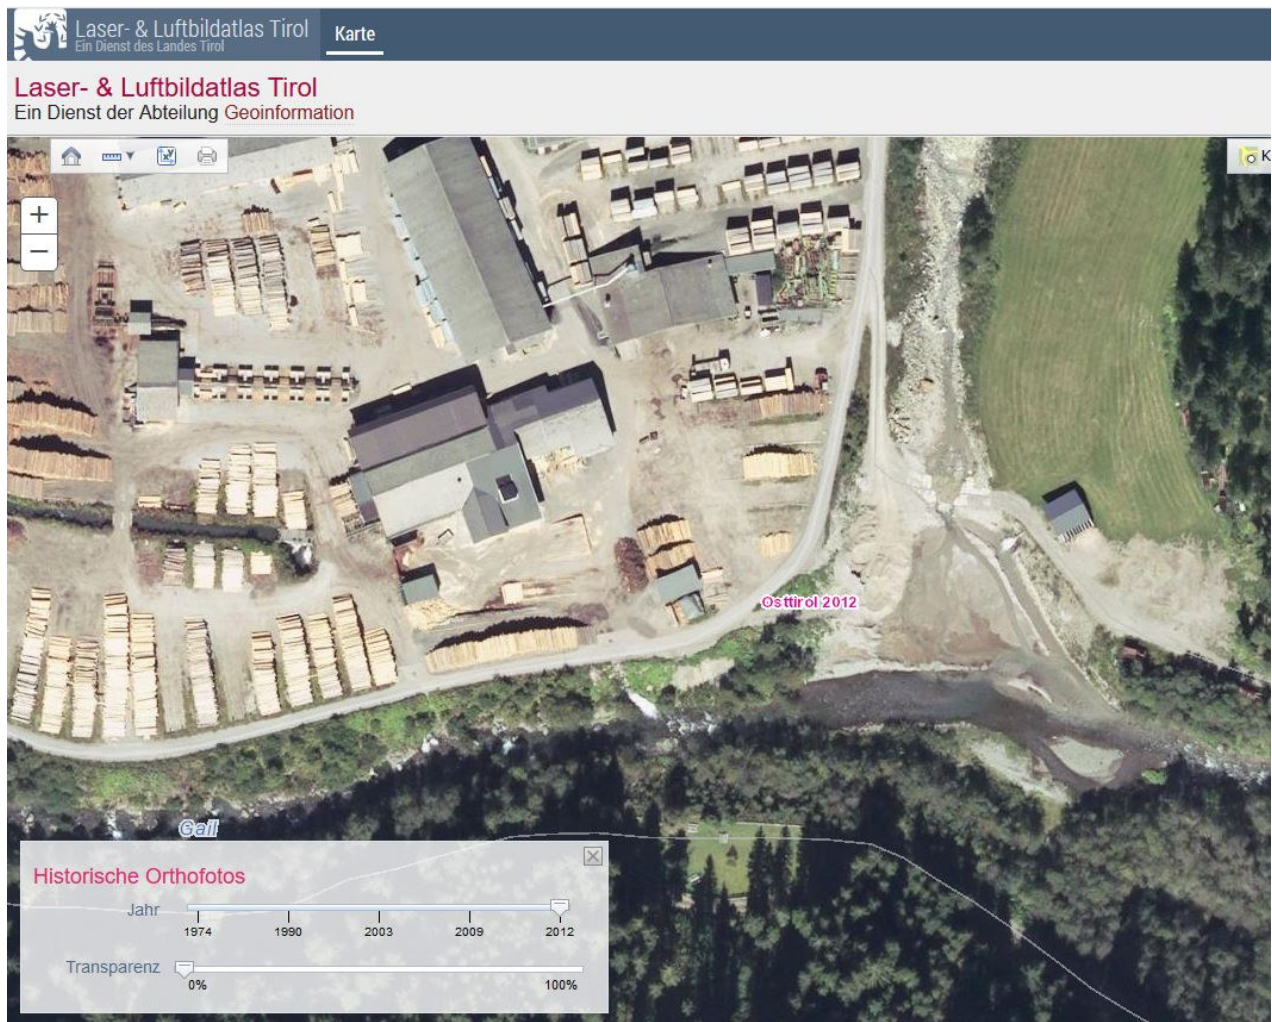 Laser- & Luftbildatlas Tirol
Ein Dienst des Landes Tirol
Karte
Laser- & Luftbildatlas Tirol
Ein Dienst der Abteilung Geoinformation
K
+
−
Osttirol 2012
Gail
Historische Orthofotos
Jahr
1974 1990 2003 2009 2012
Transparenz
0% 100%